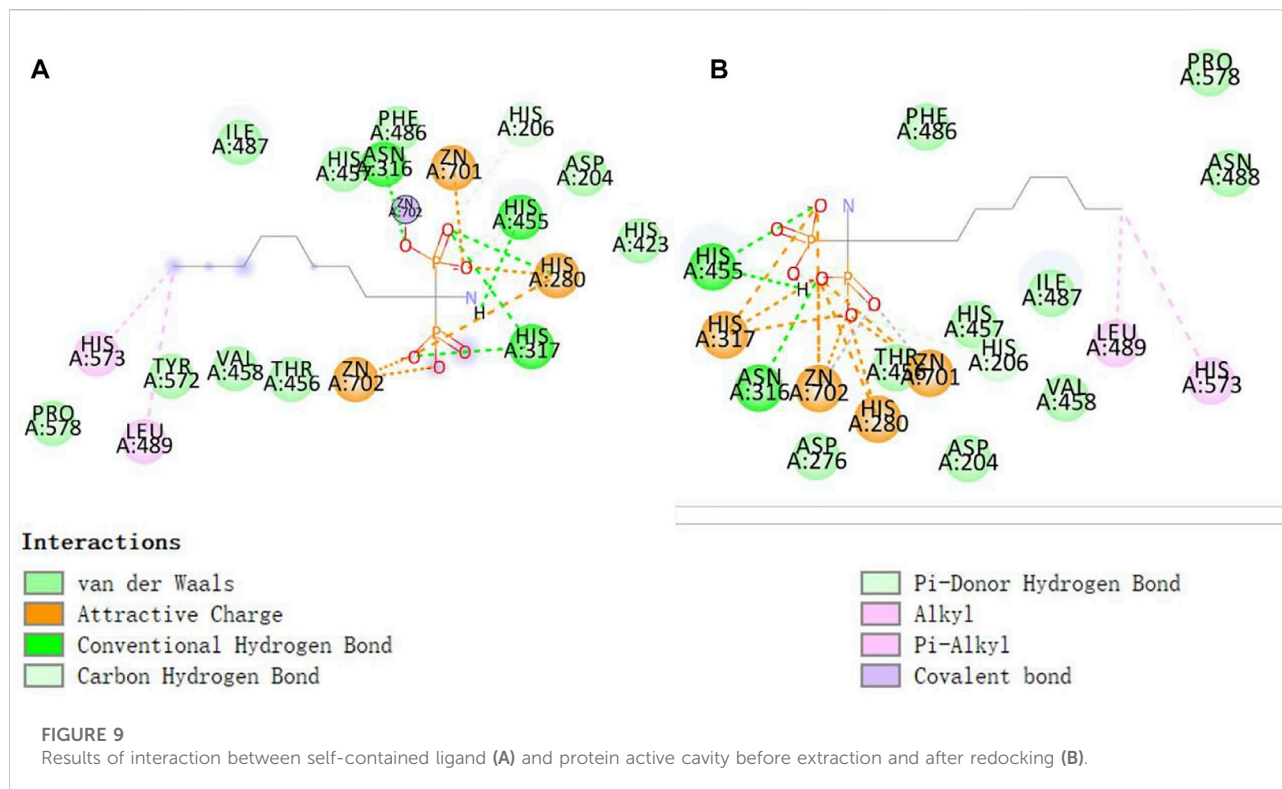 A
ILE
A:487
PHE
A:486
HIS
A:457
ASN
A:316
ZN
A:701
HIS
A:206
ASP
A:204
ZN
A:702
HIS
A:455
HIS
A:423
HIS
A:280
HIS
A:317
O
O
P
O
N
H
P
O
O
O
HIS
A:573
TYR
A:572
VAL
A:458
THR
A:456
ZN
A:702
PRO
A:578
LEU
A:489
B
PRO
A:578
PHE
A:486
ASN
A:488
O
N
O
P
O
H
O
P
O
O
HIS
A:455
HIS
A:317
ASN
A:316
ZN
A:702
HIS
A:280
THR
A:456
ZN
A:701
HIS
A:457
HIS
A:206
ILE
A:487
VAL
A:458
LEU
A:489
HIS
A:573
ASP
A:276
ASP
A:204
Interactions
van der Waals
Attractive Charge
Conventional Hydrogen Bond
Carbon Hydrogen Bond
Pi-Donor Hydrogen Bond
Alkyl
Pi-Alkyl
Covalent bond
FIGURE 9
Results of interaction between self-contained ligand (A) and protein active cavity before extraction and after redocking (B).